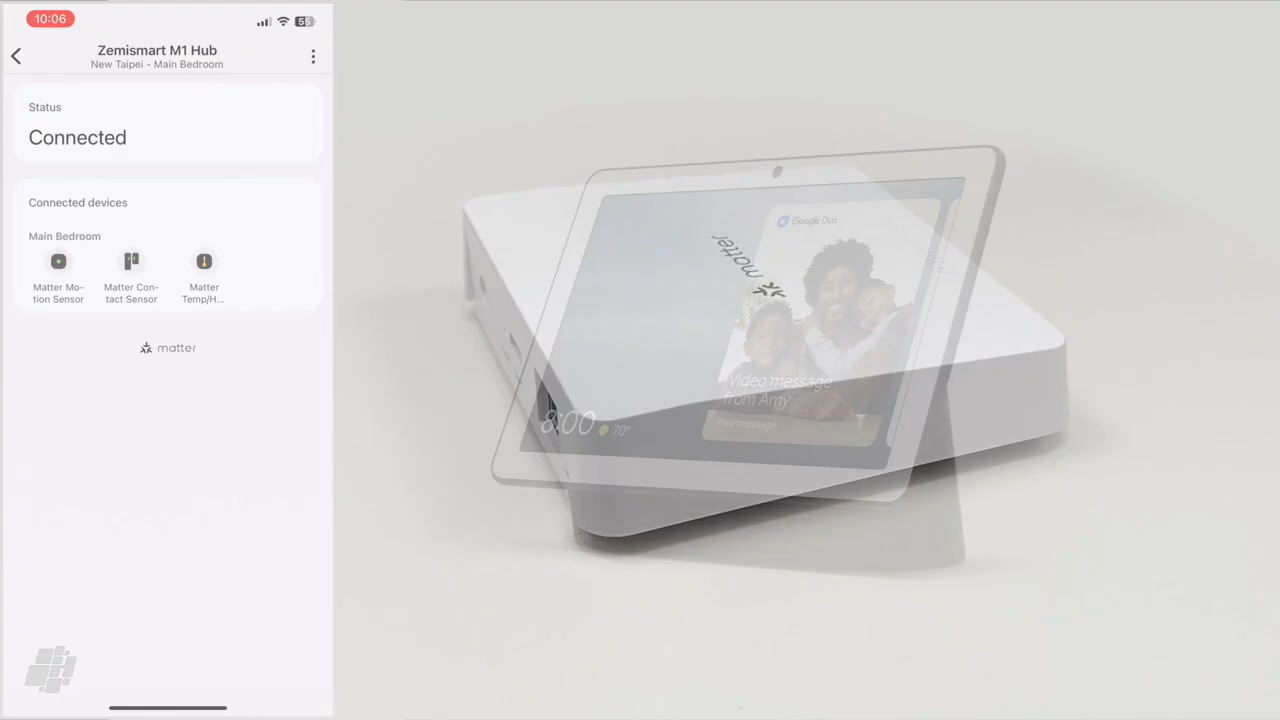 10:06
55
Zemismart M1 Hub
New Taipei - Main Bedroom
Status
Connected
Connected devices
Main Bedroom
Matter Mo-
tion Sensor
Matter Con-
tact Sensor
Matter
Temp/H...
matter
matter
Google Duo
Video message
from Amy
Play message
8:00
70°